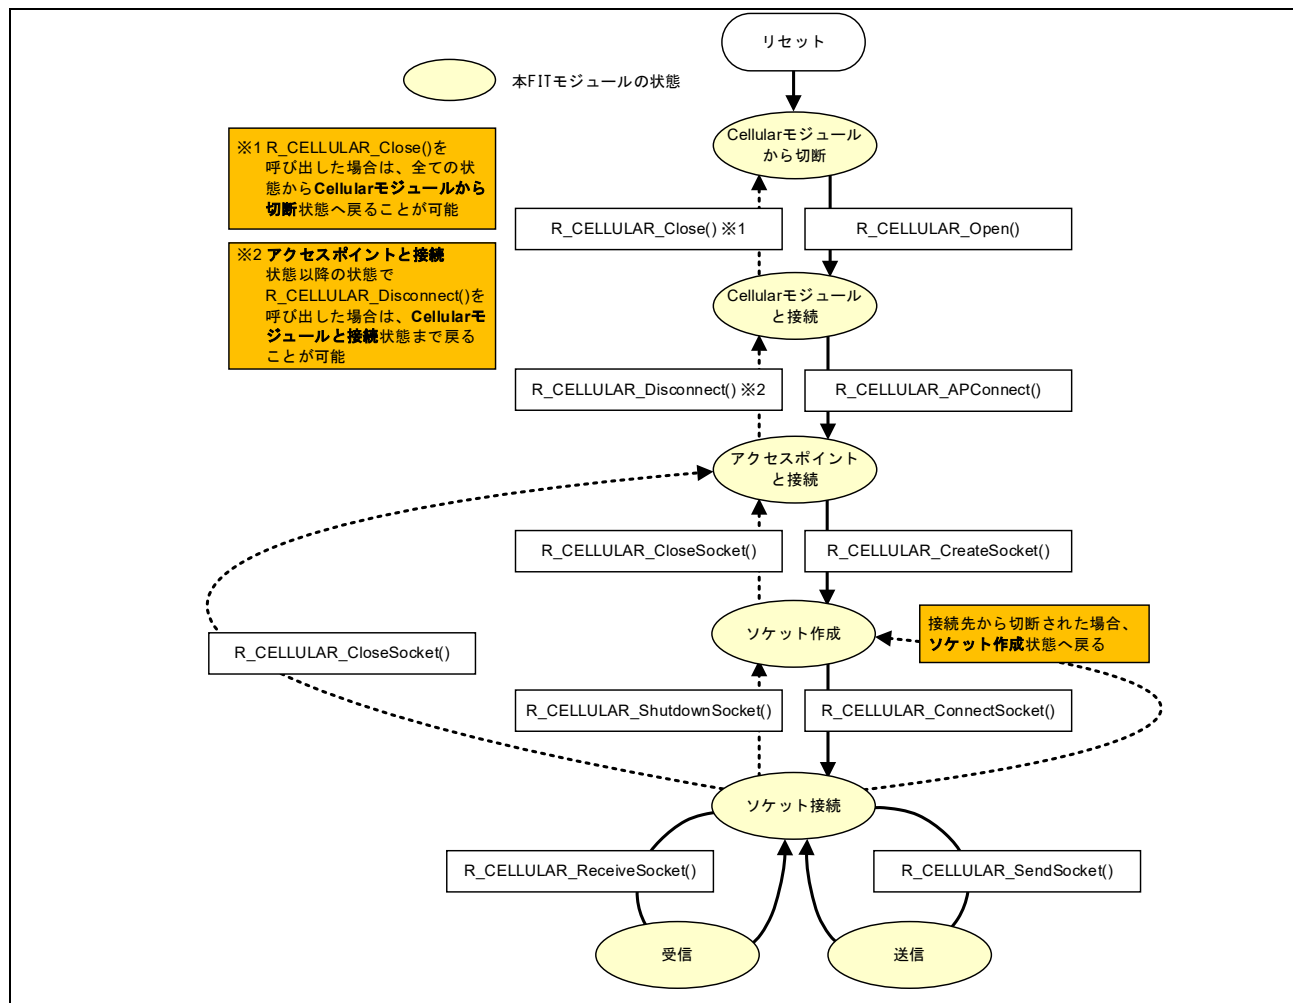 リセット
本FITモジュールの状態
Cellularモジュール
から切断
※1 R_CELLULAR_Close()を
呼び出した場合は、全ての状
態からCellularモジュールから
切断状態へ戻ることが可能
R_CELLULAR_Close() ※1
R_CELLULAR_Open()
※2 アクセスポイントと接続
状態以降の状態で
R_CELLULAR_Disconnect()を
呼び出した場合は、Cellularモ
ジュールと接続状態まで戻る
ことが可能
Cellularモジュール
と接続
R_CELLULAR_Disconnect() ※2
R_CELLULAR_APConnect()
アクセスポイント
と接続
R_CELLULAR_CloseSocket()
R_CELLULAR_CreateSocket()
ソケット作成
接続先から切断された場合、
ソケット作成状態へ戻る
R_CELLULAR_CloseSocket()
R_CELLULAR_ShutdownSocket()
R_CELLULAR_ConnectSocket()
ソケット接続
R_CELLULAR_ReceiveSocket()
R_CELLULAR_SendSocket()
受信
送信